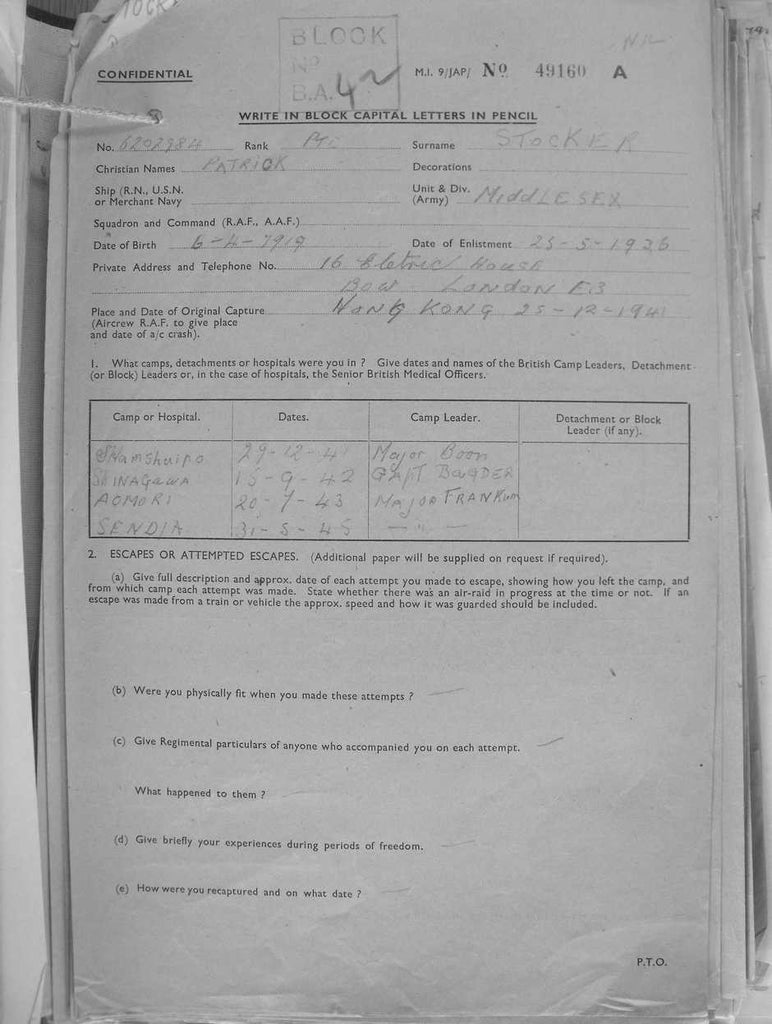 STOCK
BLOCK
Nº
B.A. 42
NIL
CONFIDENTIAL
M.I. 9/JAP/ Nº 49160 A
WRITE IN BLOCK CAPITAL LETTERS IN PENCIL
No. 6202984 Rank PTE Surname STOCKER
Christian Names PATRICK Decorations
Ship (R.N., U.S.N. or Merchant Navy
Unit & Div. (Army) MIDDLESEX
Squadron and Command (R.A.F., A.A.F.)
Date of Birth 6-4-1919 Date of Enlistment 25-5-1936
Private Address and Telephone No. 16 Eletric House
Bow London E3
Place and Date of Original Capture HONG KONG 25-12-1941
(Aircrew R.A.F. to give place
and date of a/c crash).
1. What camps, detachments or hospitals were you in ? Give dates and names of the British Camp Leaders, Detachment
(or Block) Leaders or, in the case of hospitals, the Senior British Medical Officers.
Camp or Hospital. Dates. Camp Leader. Detachment or Block Leader (if any).
Shamshuipo 29-12-41 Major Boon
SHINAGAWA 15-9-42 CAPT
AOMORI 20-7-43 MAJOR FRANKUM
SENDIA 31-5-45 — " —
2. ESCAPES OR ATTEMPTED ESCAPES. (Additional paper will be supplied on request if required).
(a) Give full description and approx. date of each attempt you made to escape, showing how you left the camp, and
from which camp each attempt was made. State whether there was an air-raid in progress at the time or not. If an
escape was made from a train or vehicle the approx. speed and how it was guarded should be included.
(b) Were you physically fit when you made these attempts ? —
(c) Give Regimental particulars of anyone who accompanied you on each attempt. —
What happened to them ? —
(d) Give briefly your experiences during periods of freedom. —
(e) How were you recaptured and on what date ? —
P.T.O.